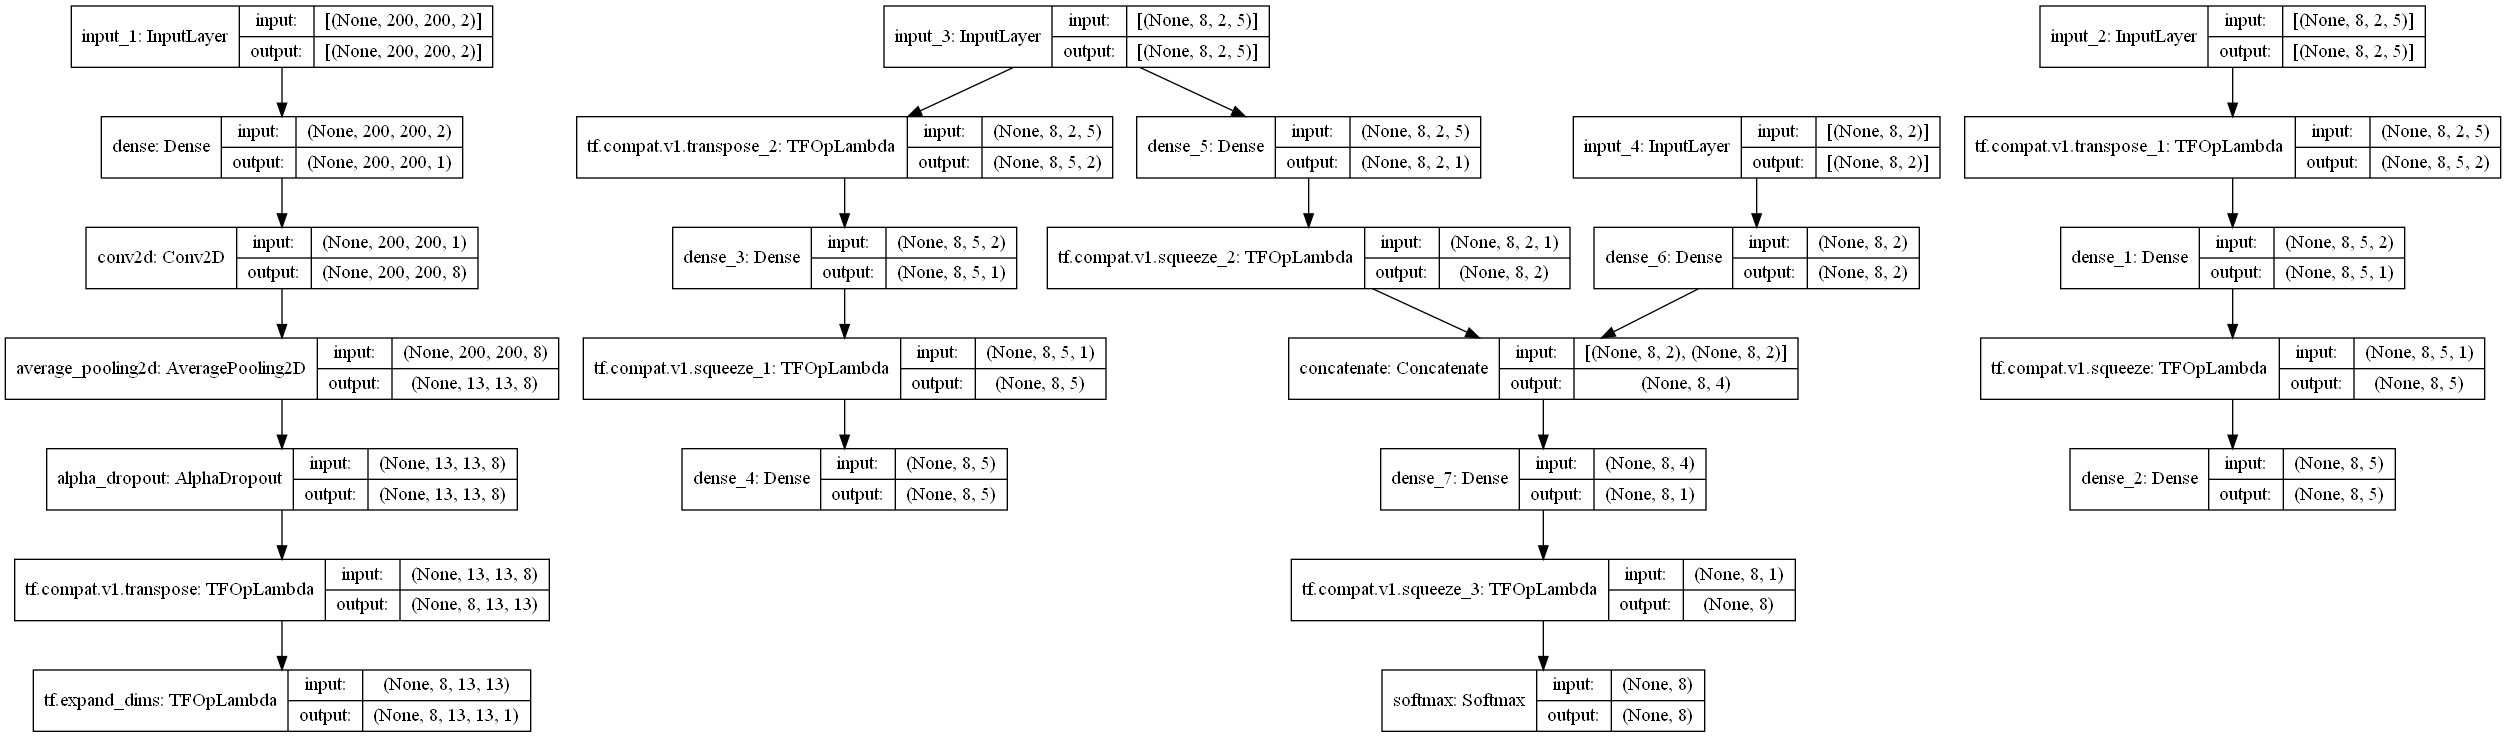 input_1: InputLayer
input:
[(None, 200, 200, 2)]
output:
[(None, 200, 200, 2)]
input_3: InputLayer
input:
[(None, 8, 2, 5)]
output:
[(None, 8, 2, 5)]
input_2: InputLayer
input:
[(None, 8, 2, 5)]
output:
[(None, 8, 2, 5)]
dense: Dense
input:
(None, 200, 200, 2)
output:
(None, 200, 200, 1)
tf.compat.v1.transpose_2: TFOpLambda
input:
(None, 8, 2, 5)
output:
(None, 8, 5, 2)
dense_5: Dense
input:
(None, 8, 2, 5)
output:
(None, 8, 2, 1)
input_4: InputLayer
input:
[(None, 8, 2)]
output:
[(None, 8, 2)]
tf.compat.v1.transpose_1: TFOpLambda
input:
(None, 8, 2, 5)
output:
(None, 8, 5, 2)
conv2d: Conv2D
input:
(None, 200, 200, 1)
output:
(None, 200, 200, 8)
dense_3: Dense
input:
(None, 8, 5, 2)
output:
(None, 8, 5, 1)
tf.compat.v1.squeeze_2: TFOpLambda
input:
(None, 8, 2, 1)
output:
(None, 8, 2)
dense_6: Dense
input:
(None, 8, 2)
output:
(None, 8, 2)
dense_1: Dense
input:
(None, 8, 5, 2)
output:
(None, 8, 5, 1)
average_pooling2d: AveragePooling2D
input:
(None, 200, 200, 8)
output:
(None, 13, 13, 8)
tf.compat.v1.squeeze_1: TFOpLambda
input:
(None, 8, 5, 1)
output:
(None, 8, 5)
concatenate: Concatenate
input:
[(None, 8, 2), (None, 8, 2)]
output:
(None, 8, 4)
tf.compat.v1.squeeze: TFOpLambda
input:
(None, 8, 5, 1)
output:
(None, 8, 5)
alpha_dropout: AlphaDropout
input:
(None, 13, 13, 8)
output:
(None, 13, 13, 8)
dense_4: Dense
input:
(None, 8, 5)
output:
(None, 8, 5)
dense_7: Dense
input:
(None, 8, 4)
output:
(None, 8, 1)
dense_2: Dense
input:
(None, 8, 5)
output:
(None, 8, 5)
tf.compat.v1.transpose: TFOpLambda
input:
(None, 13, 13, 8)
output:
(None, 8, 13, 13)
tf.compat.v1.squeeze_3: TFOpLambda
input:
(None, 8, 1)
output:
(None, 8)
tf.expand_dims: TFOpLambda
input:
(None, 8, 13, 13)
output:
(None, 8, 13, 13, 1)
softmax: Softmax
input:
(None, 8)
output:
(None, 8)